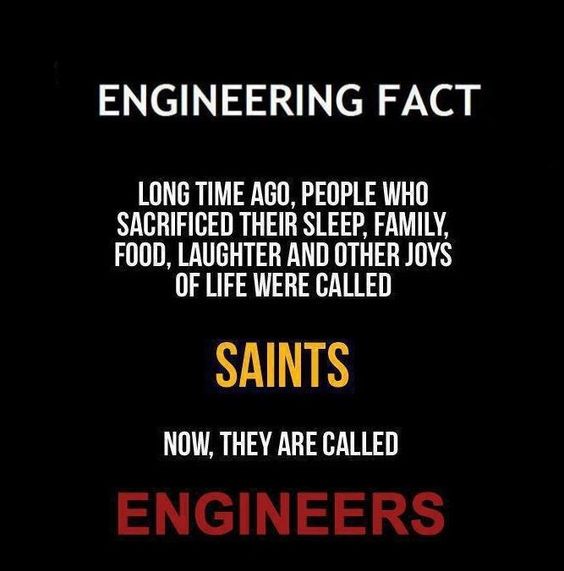 ENGINEERING FACT
LONG TIME AGO, PEOPLE WHO
SACRIFICED THEIR SLEEP, FAMILY,
FOOD, LAUGHTER AND OTHER JOYS
OF LIFE WERE CALLED
SAINTS
NOW, THEY ARE CALLED
ENGINEERS